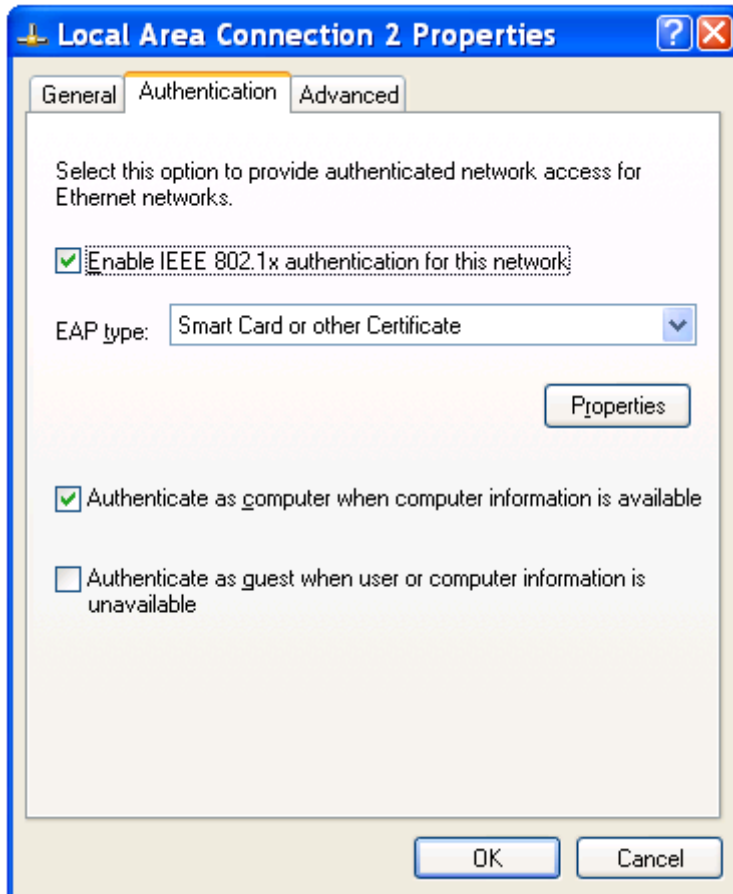 Local Area Connection 2 Properties
General Authentication Advanced
Select this option to provide authenticated network access for
Ethernet networks.
Enable IEEE 802.1x authentication for this network
EAP type: Smart Card or other Certificate
Properties
Authenticate as computer when computer information is available
Authenticate as guest when user or computer information is
unavailable
OK Cancel